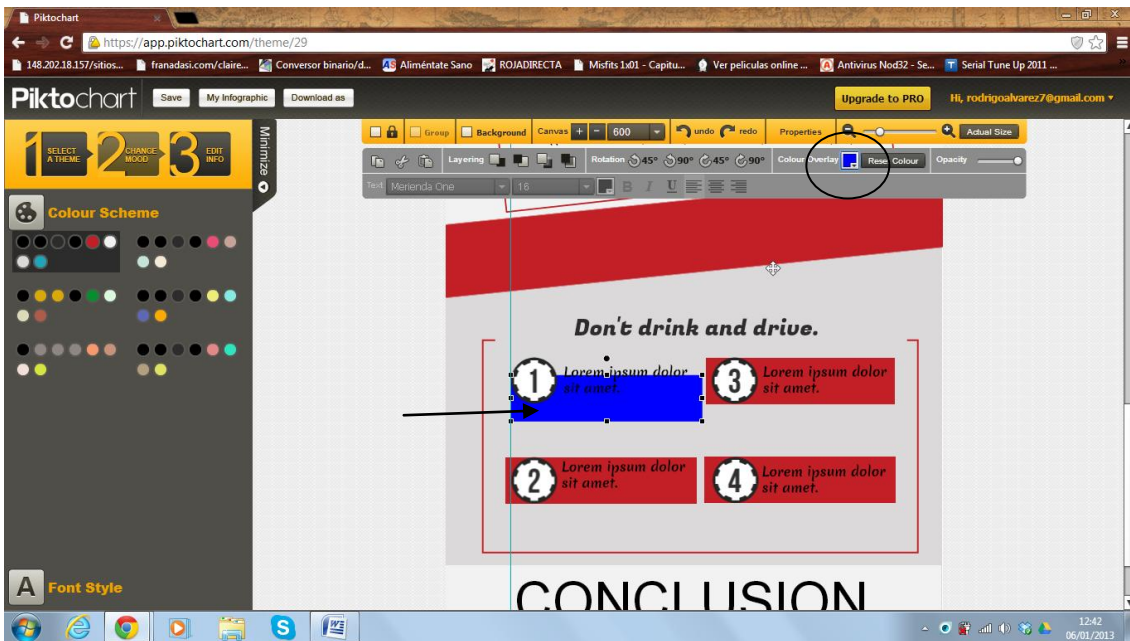 Piktochart
https://app.piktochart.com/theme/29
148.202.18.157/sitios... franadasi.com/claire... Conversor binario/d... Aliméntate Sano ROJADIRECTA Misfits 1x01 - Capitu... Ver peliculas online ... Antivirus Nod32 - Se... Serial Tune Up 2011 ...
Piktochart Save My Infographic Download as Upgrade to PRO Hi, rodrigoalvarez7@gmail.com
1 SELECT A THEME 2 CHANGE MOOD 3 EDIT INFO
Minimize
Group Background Canvas + - 600 undo redo Properties Actual Size
Layering Rotation 45° 90° 45° 90° Colour Overlay Reset Colour Opacity
Text Merienda One 16 B I U
Colour Scheme
Don't drink and drive.
1 Lorem ipsum dolor
sit amet.
3 Lorem ipsum dolor
sit amet.
2 Lorem ipsum dolor
sit amet.
4 Lorem ipsum dolor
sit amet.
CONCLUSION
A Font Style
12:42
06/01/2013